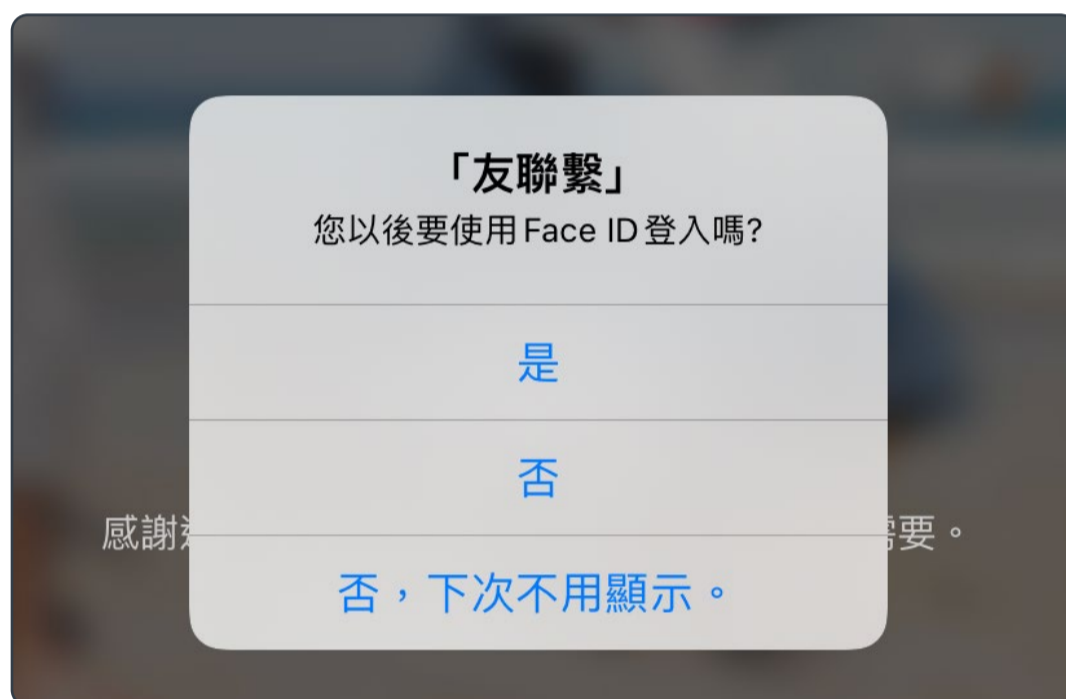 「友聯繫」
您以後要使用Face ID登入嗎?
是
否
感謝 需要。
否，下次不用顯示。